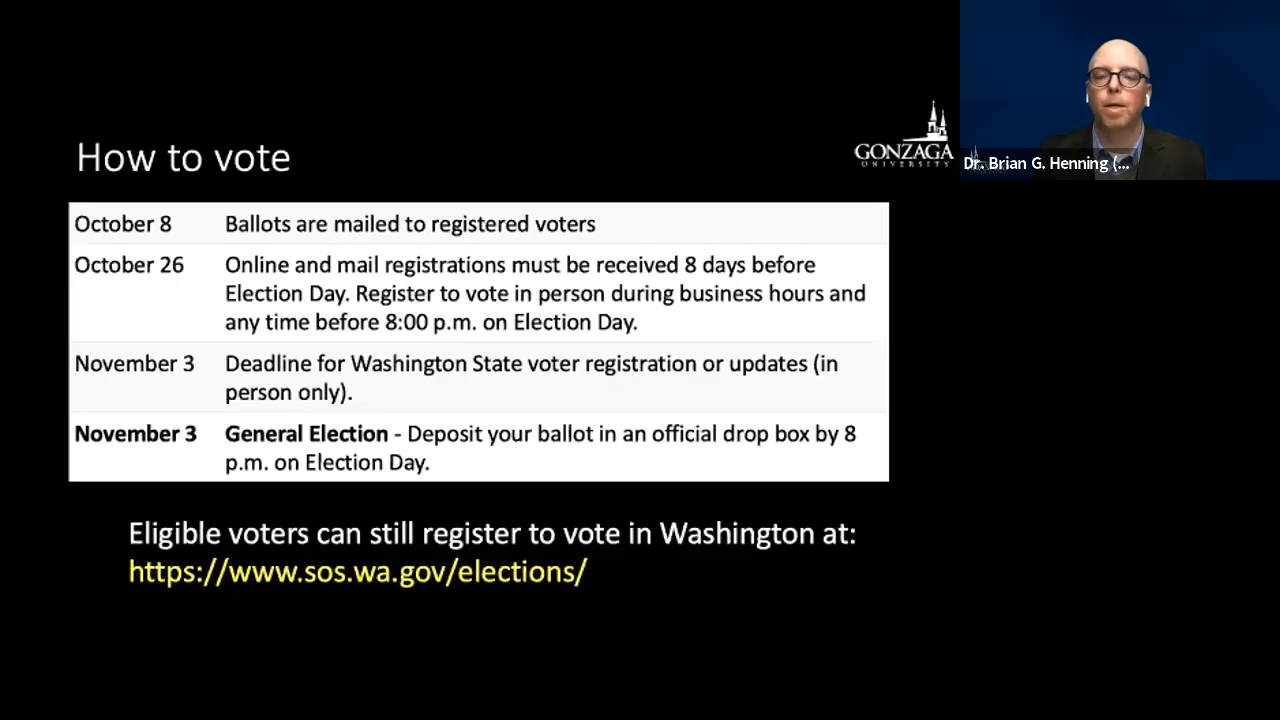 How to vote
GONZAGA
UNIVERSITY
Dr. Brian G. Henning (...
October 8 Ballots are mailed to registered voters
October 26 Online and mail registrations must be received 8 days before
Election Day. Register to vote in person during business hours and
any time before 8:00 p.m. on Election Day.
November 3 Deadline for Washington State voter registration or updates (in
person only).
November 3 General Election - Deposit your ballot in an official drop box by 8
p.m. on Election Day.
Eligible voters can still register to vote in Washington at:
https://www.sos.wa.gov/elections/